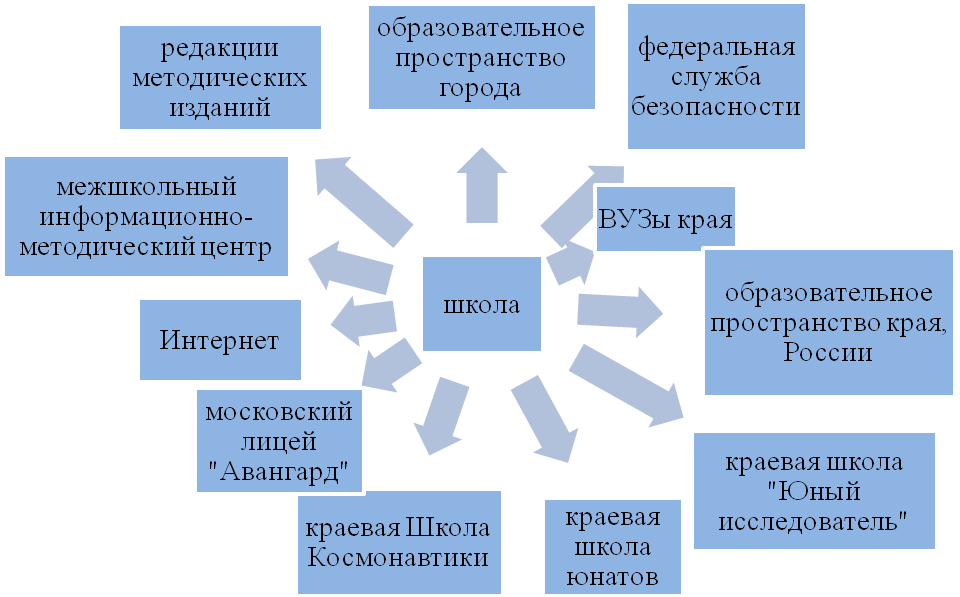 редакции
методических
изданий
образовательное
пространство
города
федеральная
служба
безопасности
межшкольный
информационно-
методический центр
ВУЗы края
школа
образовательное
пространство края,
России
Интернет
московский
лицей
"Авангард"
краевая школа
"Юный
исследователь"
краевая Школа
Космонавтики
краевая
школа
юнатов